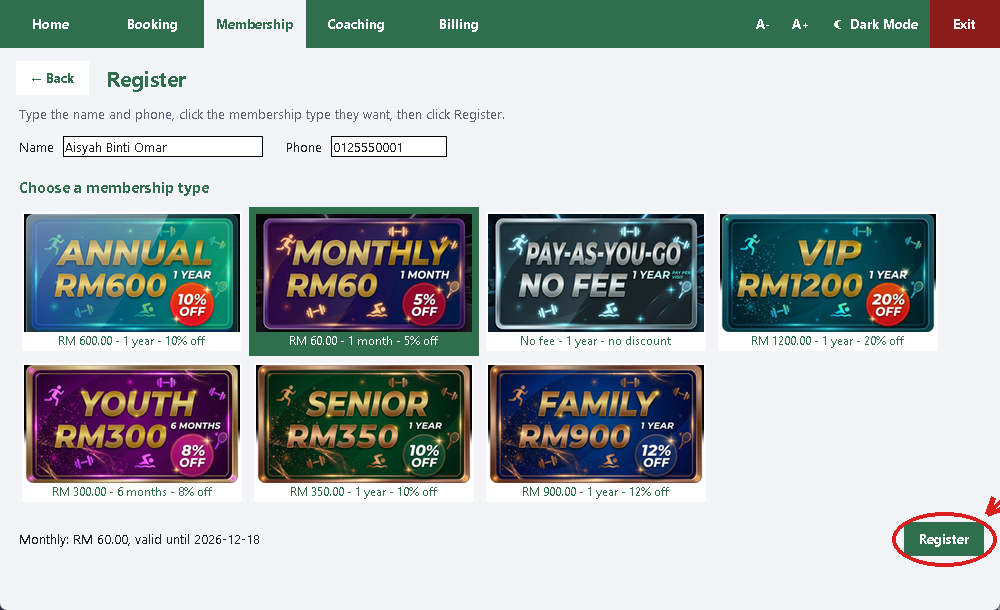 Home Booking Membership Coaching Billing A- A+ ☾ Dark Mode Exit
← Back Register
Type the name and phone, click the membership type they want, then click Register.
Name Aisyah Binti Omar Phone 0125550001
Choose a membership type
ANNUAL
RM600
1 YEAR
10%
OFF
RM 600.00 - 1 year - 10% off
MONTHLY
RM60
1 MONTH
5%
OFF
RM 60.00 - 1 month - 5% off
PAY-AS-YOU-GO
NO FEE
1 YEAR
PAY PER
VISIT
No fee - 1 year - no discount
VIP
RM1200
1 YEAR
20%
OFF
RM 1200.00 - 1 year - 20% off
YOUTH
RM300
6 MONTHS
8%
OFF
RM 300.00 - 6 months - 8% off
SENIOR
RM350
1 YEAR
10%
OFF
RM 350.00 - 1 year - 10% off
FAMILY
RM900
1 YEAR
12%
OFF
RM 900.00 - 1 year - 12% off
Monthly: RM 60.00, valid until 2026-12-18
Register